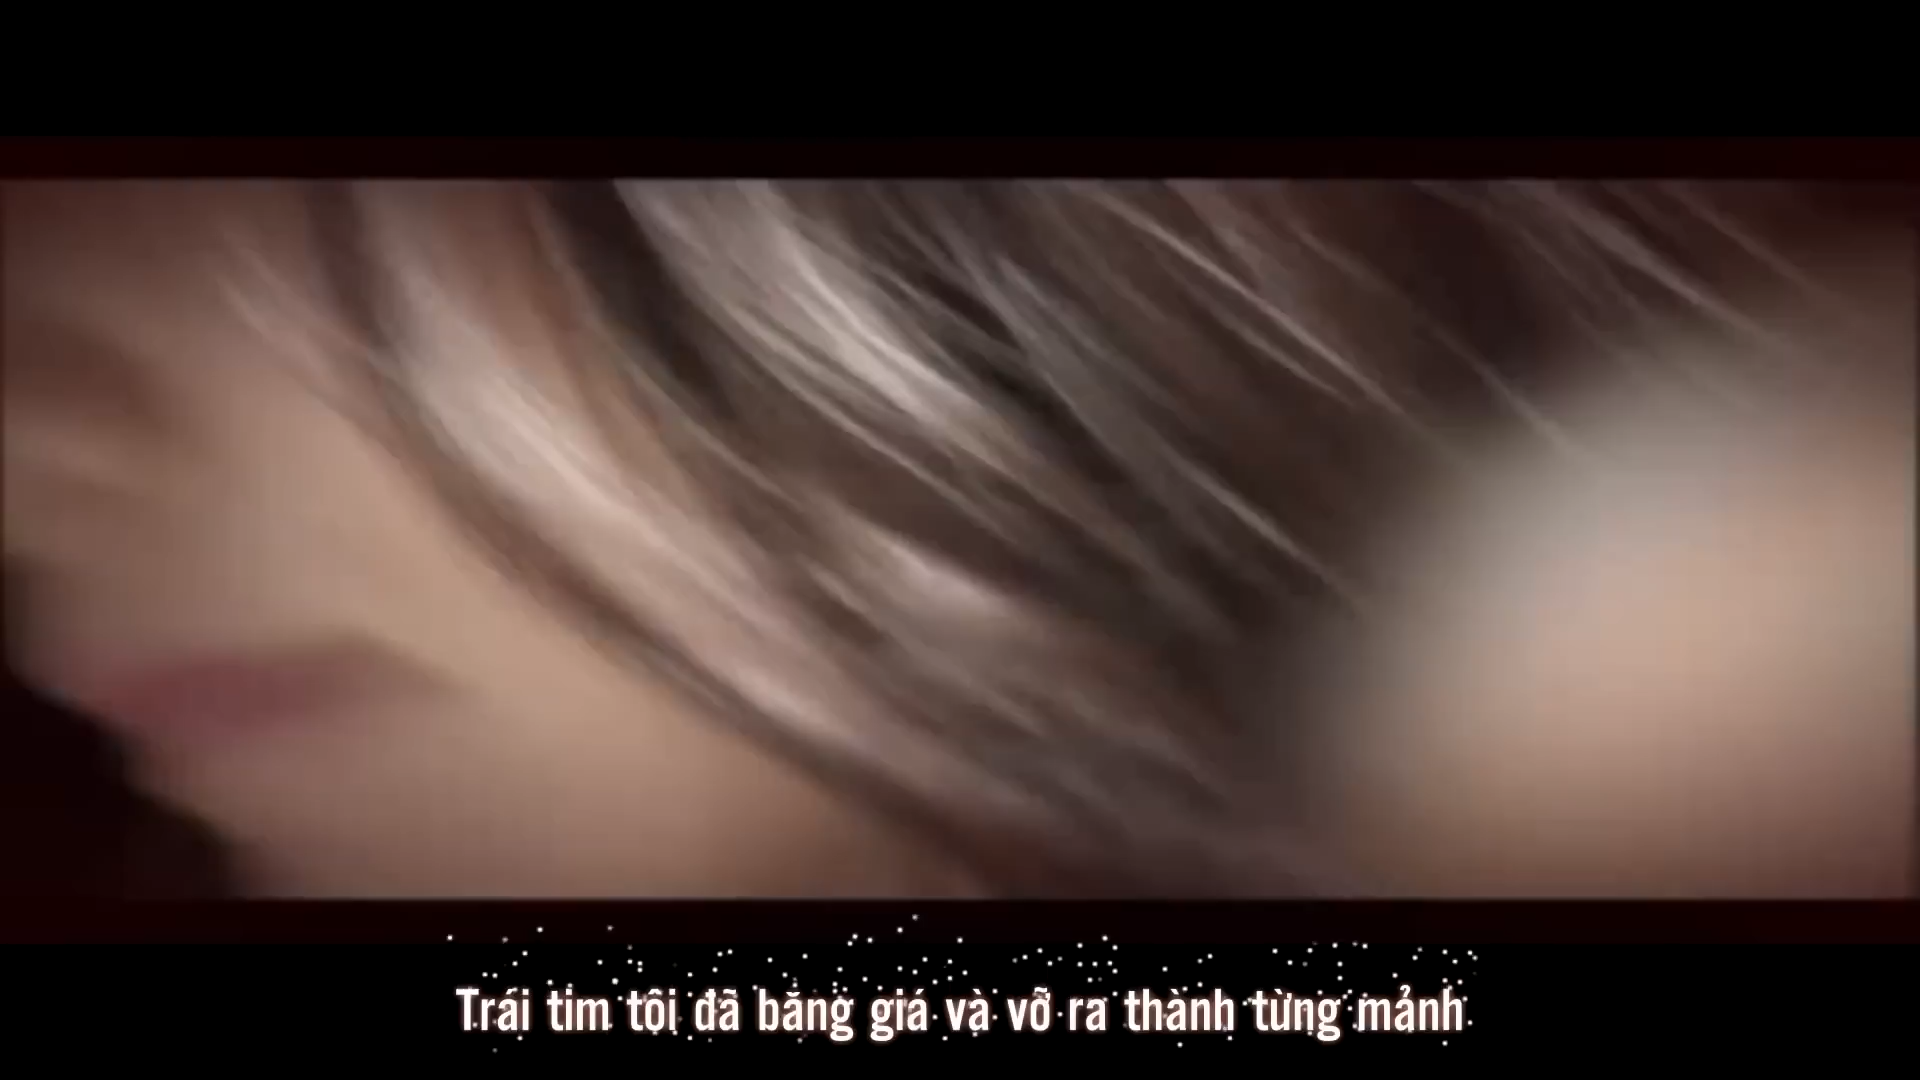 Trái tim tôi đã băng giá và vỡ ra thành từng mảnh